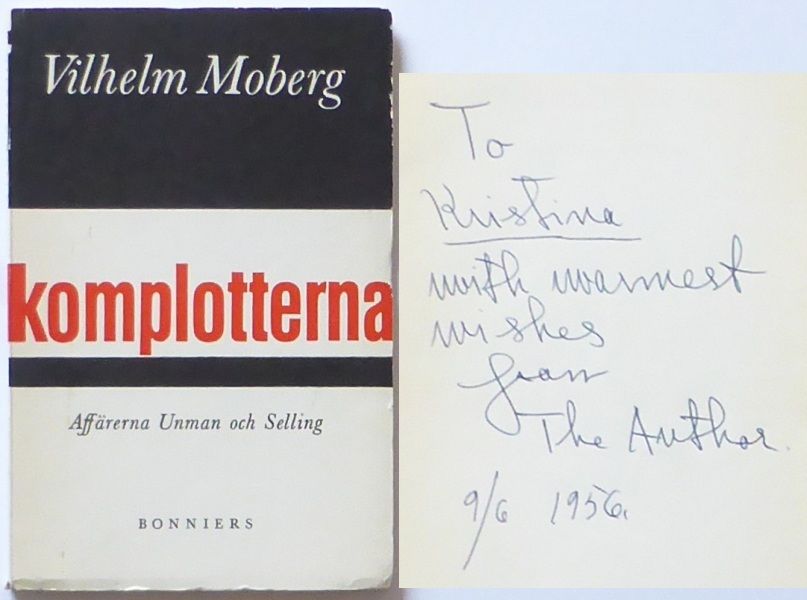 Vilhelm Moberg
komplotterna
Affärerna Unman och Selling
BONNIERS
To
Kristina
with warmest
wishes
from
The Author.
9/6 1956.